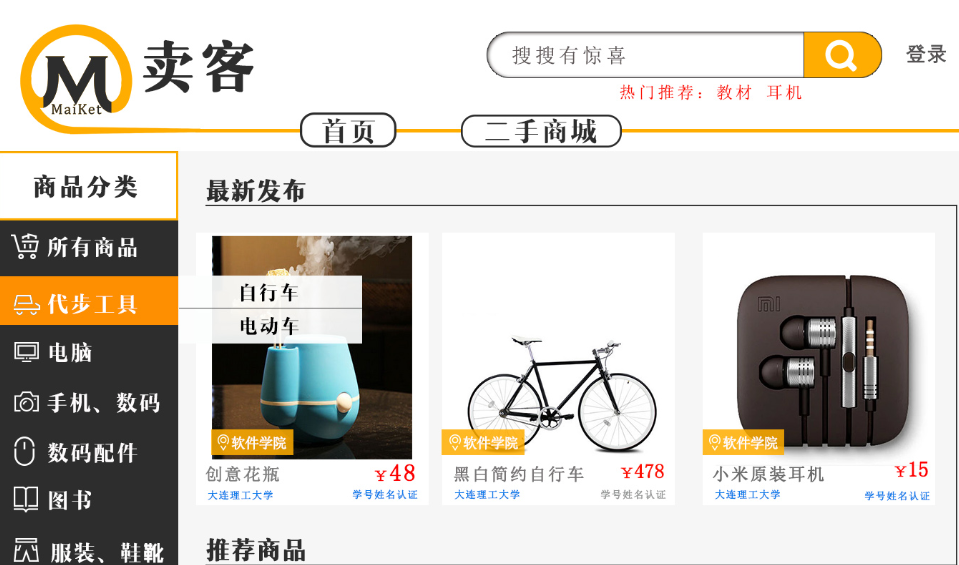 MaiKet
卖客
搜搜有惊喜
登录
热门推荐：教材 耳机
首页
二手商城
商品分类
所有商品
代步工具
自行车
电动车
电脑
手机、数码
数码配件
图书
服装、鞋靴
最新发布
软件学院
创意花瓶 ¥48
大连理工大学 学号姓名认证
软件学院
黑白简约自行车 ¥478
大连理工大学 学号姓名认证
MI
软件学院
小米原装耳机 ¥15
大连理工大学 学号姓名认证
推荐商品